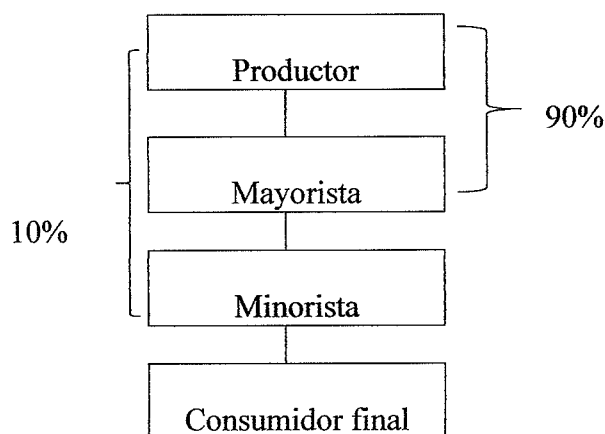 Productor
90%
Mayorista
10%
Minorista
Consumidor final